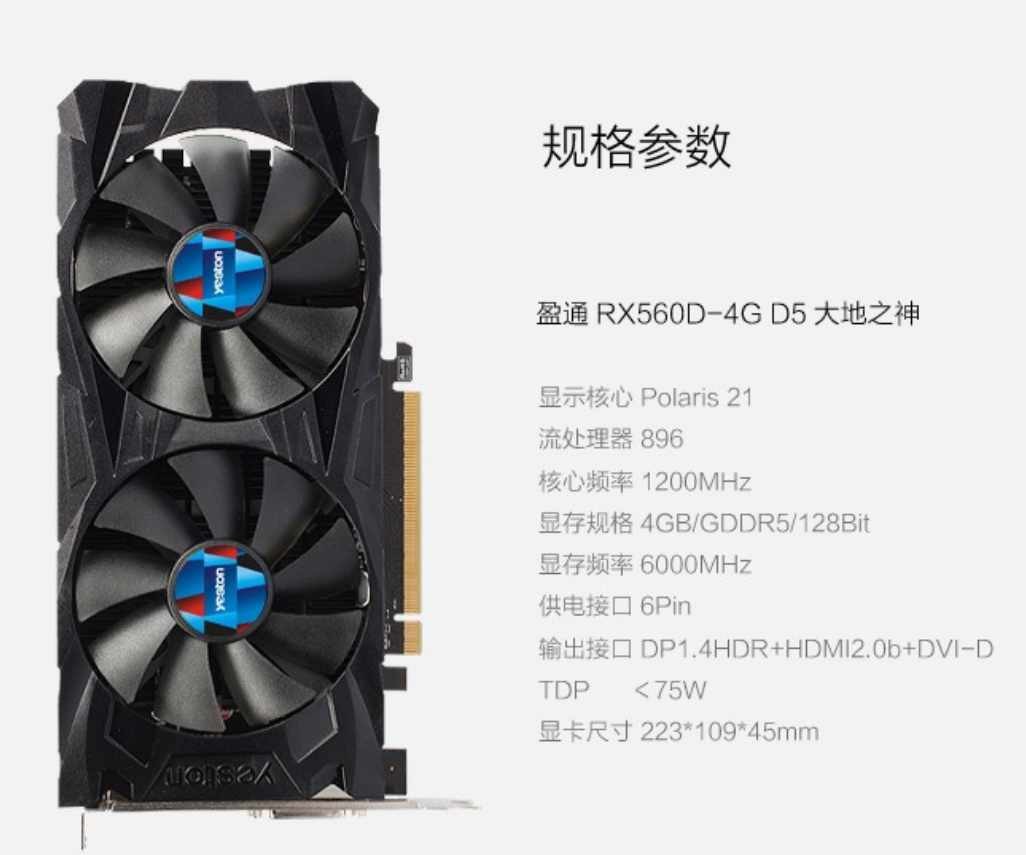 规格参数
盈通 RX560D-4G D5 大地之神
显示核心 Polaris 21
流处理器 896
核心频率 1200MHz
显存规格 4GB/GDDR5/128Bit
显存频率 6000MHz
供电接口 6Pin
输出接口 DP1.4HDR+HDMI2.0b+DVI-D
TDP <75W
显卡尺寸 223*109*45mm
yeston
yeston
yeston